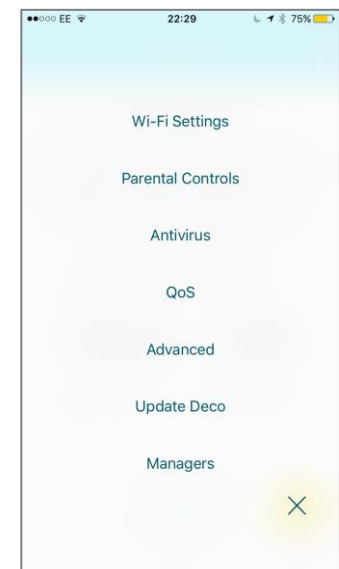 EE 22:29 75%
Wi-Fi Settings
Parental Controls
Antivirus
QoS
Advanced
Update Deco
Managers